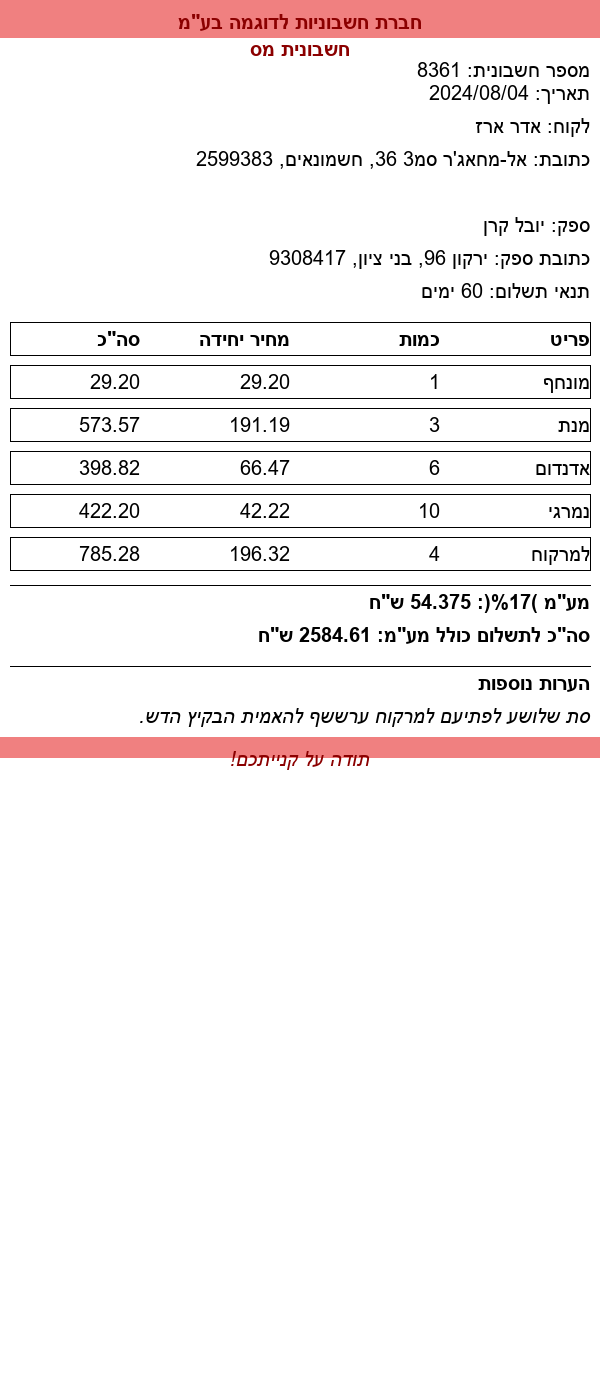 חברת חשבוניות לדוגמה בע"מ
חשבונית מס
מספר חשבונית: 8361
תאריך: 2024/08/04
לקוח: אדר ארז
כתובת: אל-מחאג'ר סמ3 36, חשמונאים, 2599383
ספק: יובל קרן
כתובת ספק: ירקון 96, בני ציון, 9308417
תנאי תשלום: 60 ימים
פריט כמות מחיר יחידה סה"כ
מונחף 1 29.20 29.20
מנת 3 191.19 573.57
אדנדום 6 66.47 398.82
נמרגי 10 42.22 422.20
למרקוח 4 196.32 785.28
מע"מ )17%(: 54.375 ש"ח
סה"כ לתשלום כולל מע"מ: 2584.61 ש"ח
הערות נוספות
סת שלושע לפתיעם למרקוח ערששף להאמית הבקיץ הדש.
תודה על קנייתכם!